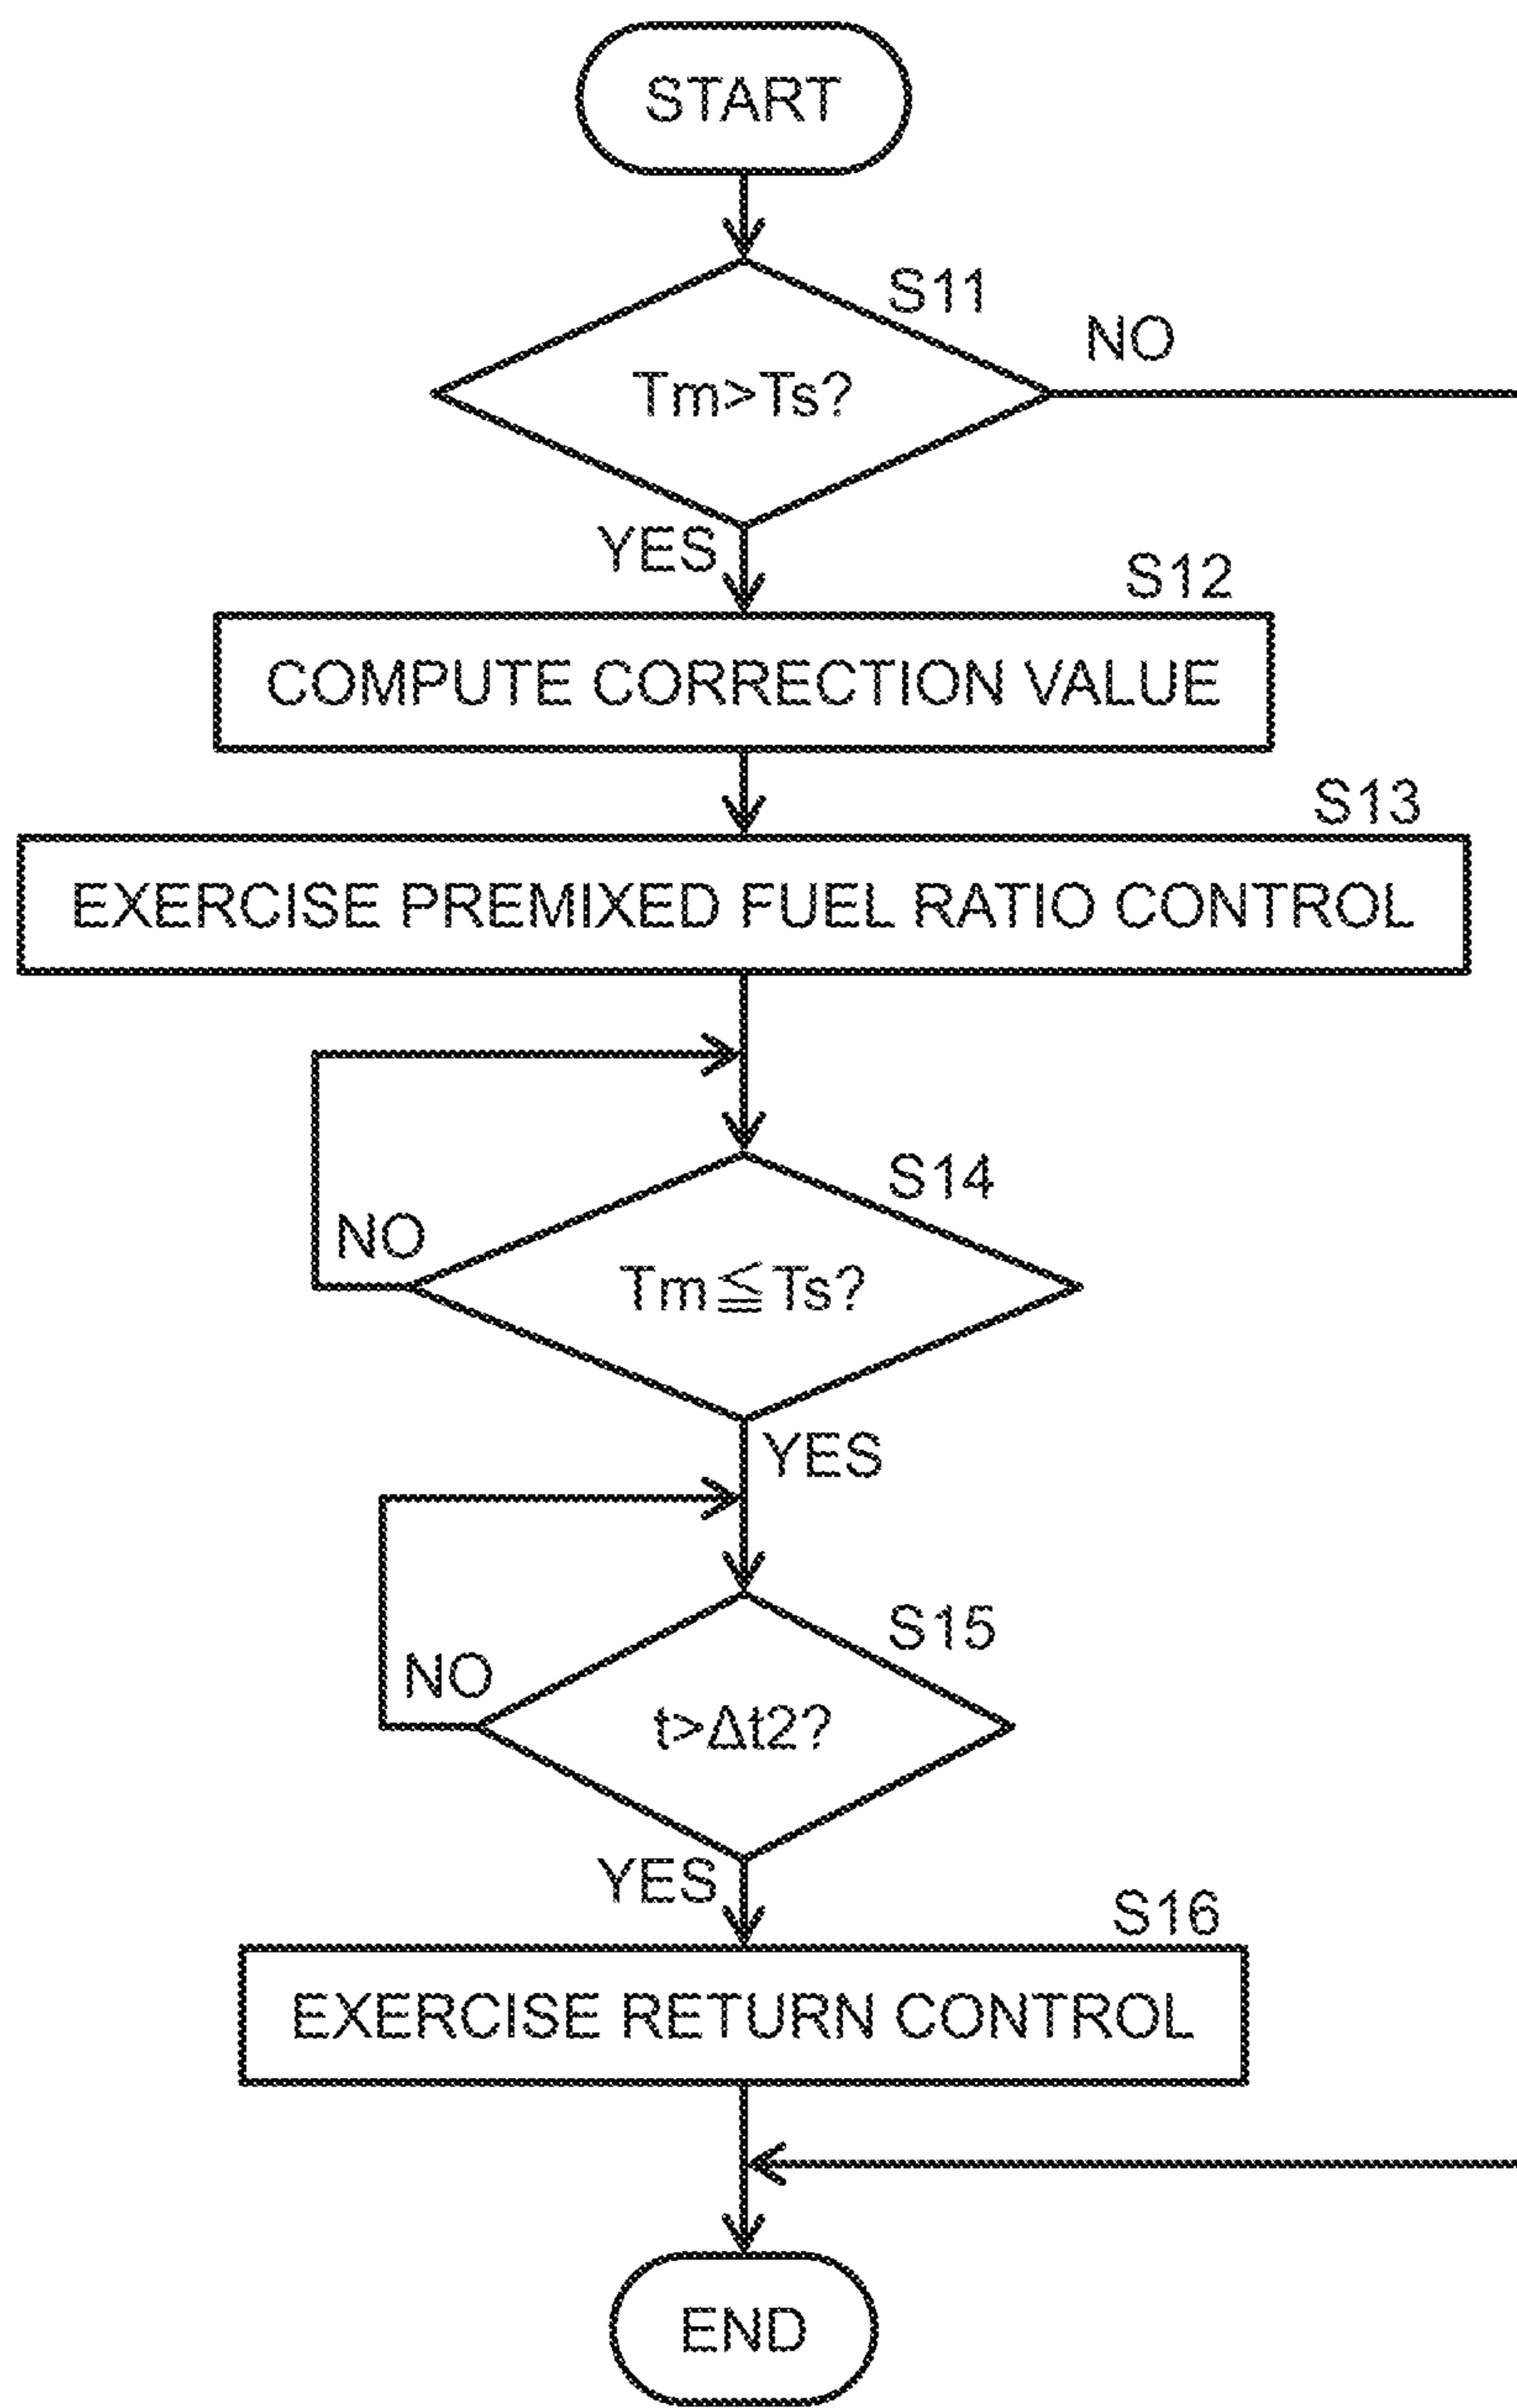 START
S11
NO
Tm>Ts?
YES
S12
COMPUTE CORRECTION VALUE
S13
EXERCISE PREMIXED FUEL RATIO CONTROL
S14
NO
Tm≦Ts?
YES
S15
NO
t>Δt2?
YES
S16
EXERCISE RETURN CONTROL
END